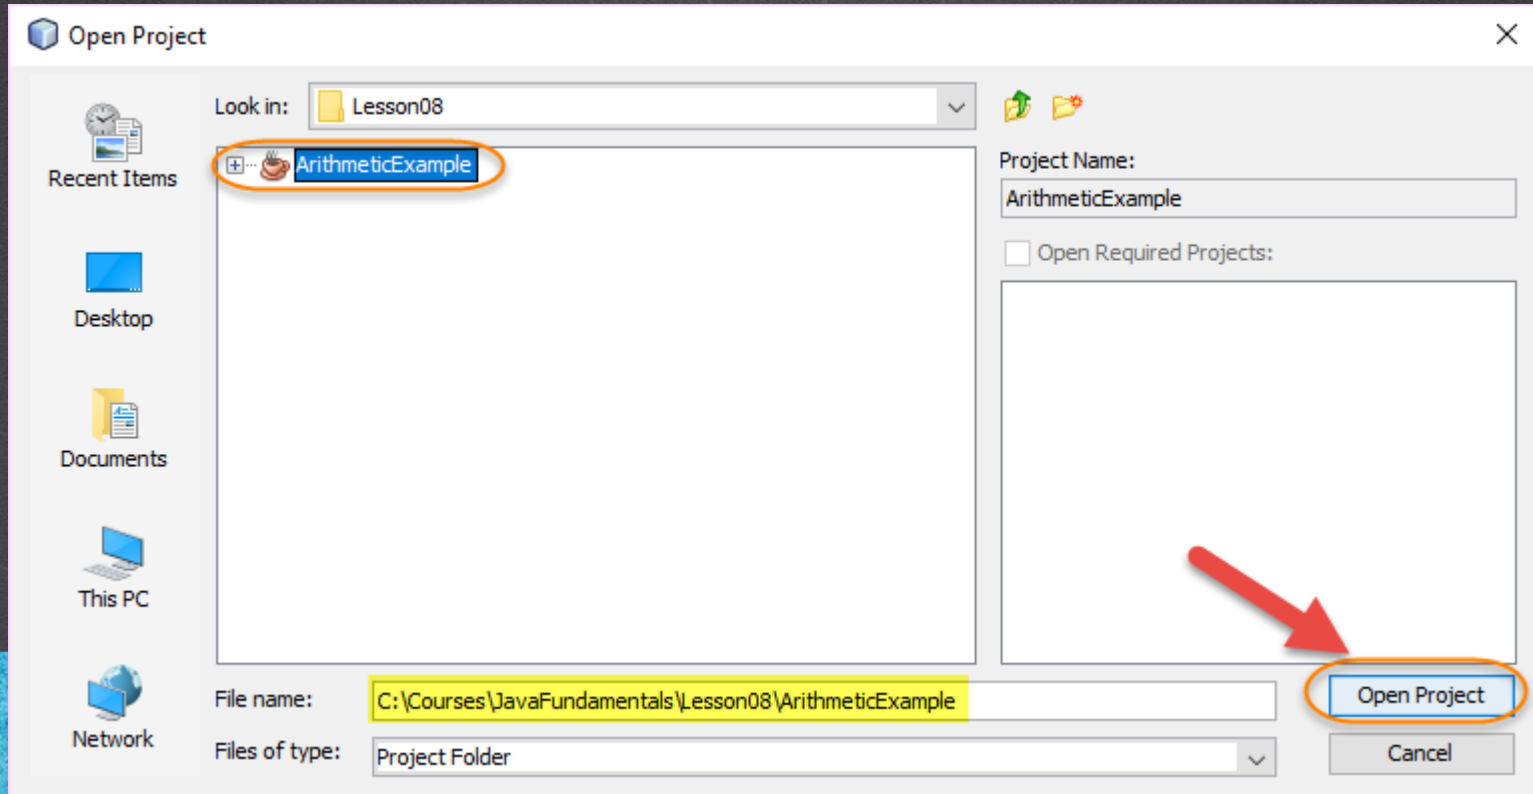 Open Project
Look in:
Lesson08
Recent Items
Desktop
Documents
This PC
Network
ArithmeticExample
Project Name:
ArithmeticExample
Open Required Projects:
File name:
C:\Courses\JavaFundamentals\Lesson08\ArithmeticExample
Open Project
Files of type:
Project Folder
Cancel